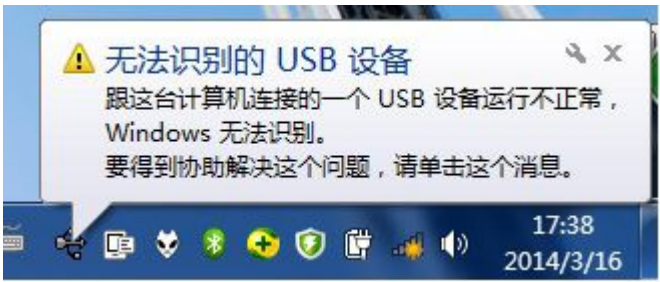 无法识别的 USB 设备
跟这台计算机连接的一个 USB 设备运行不正常，
Windows 无法识别。
要得到协助解决这个问题，请单击这个消息。
17:38
2014/3/16